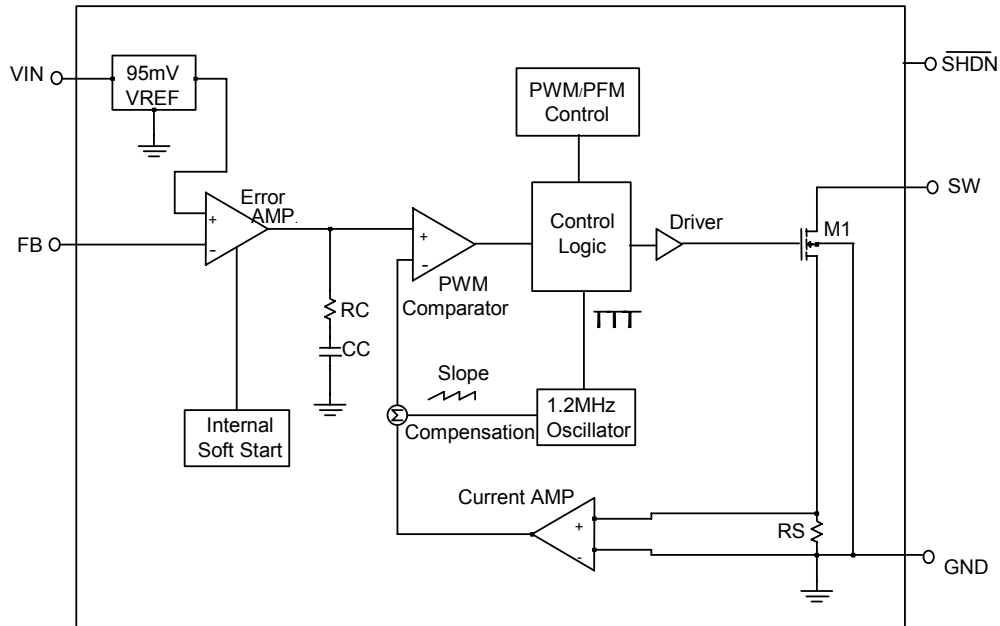 VIN
95mV
VREF
SHDN
PWM/PFM
Control
SW
Error
AMP.
+
-
FB
+
-
PWM
Comparator
Control
Logic
Driver
M1
RC
CC
Slope
Σ
Compensation
1.2MHz
Oscillator
Internal
Soft Start
Current AMP
+
-
RS
GND